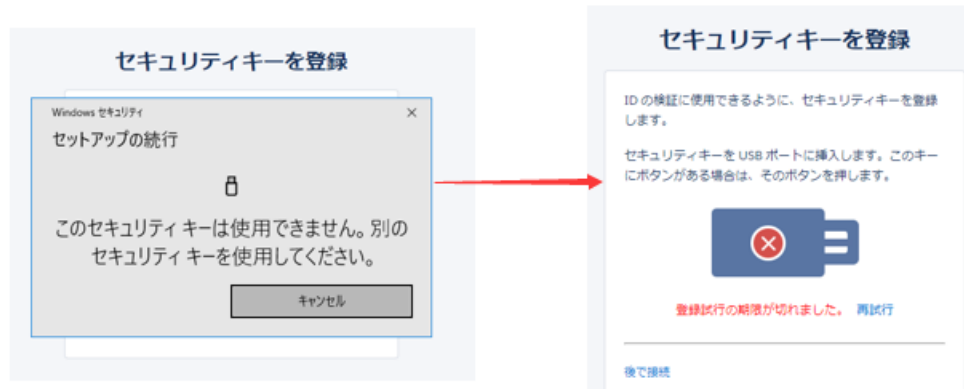 セキュリティキーを登録
Windows セキュリティ
セットアップの続行
このセキュリティ キーは使用できません。別の
セキュリティ キーを使用してください。
キャンセル
セキュリティキーを登録
ID の検証に使用できるように、セキュリティキーを登録
します。
セキュリティキーを USB ポートに挿入します。このキー
にボタンがある場合は、そのボタンを押します。
登録試行の期限が切れました。 再試行
後で接続